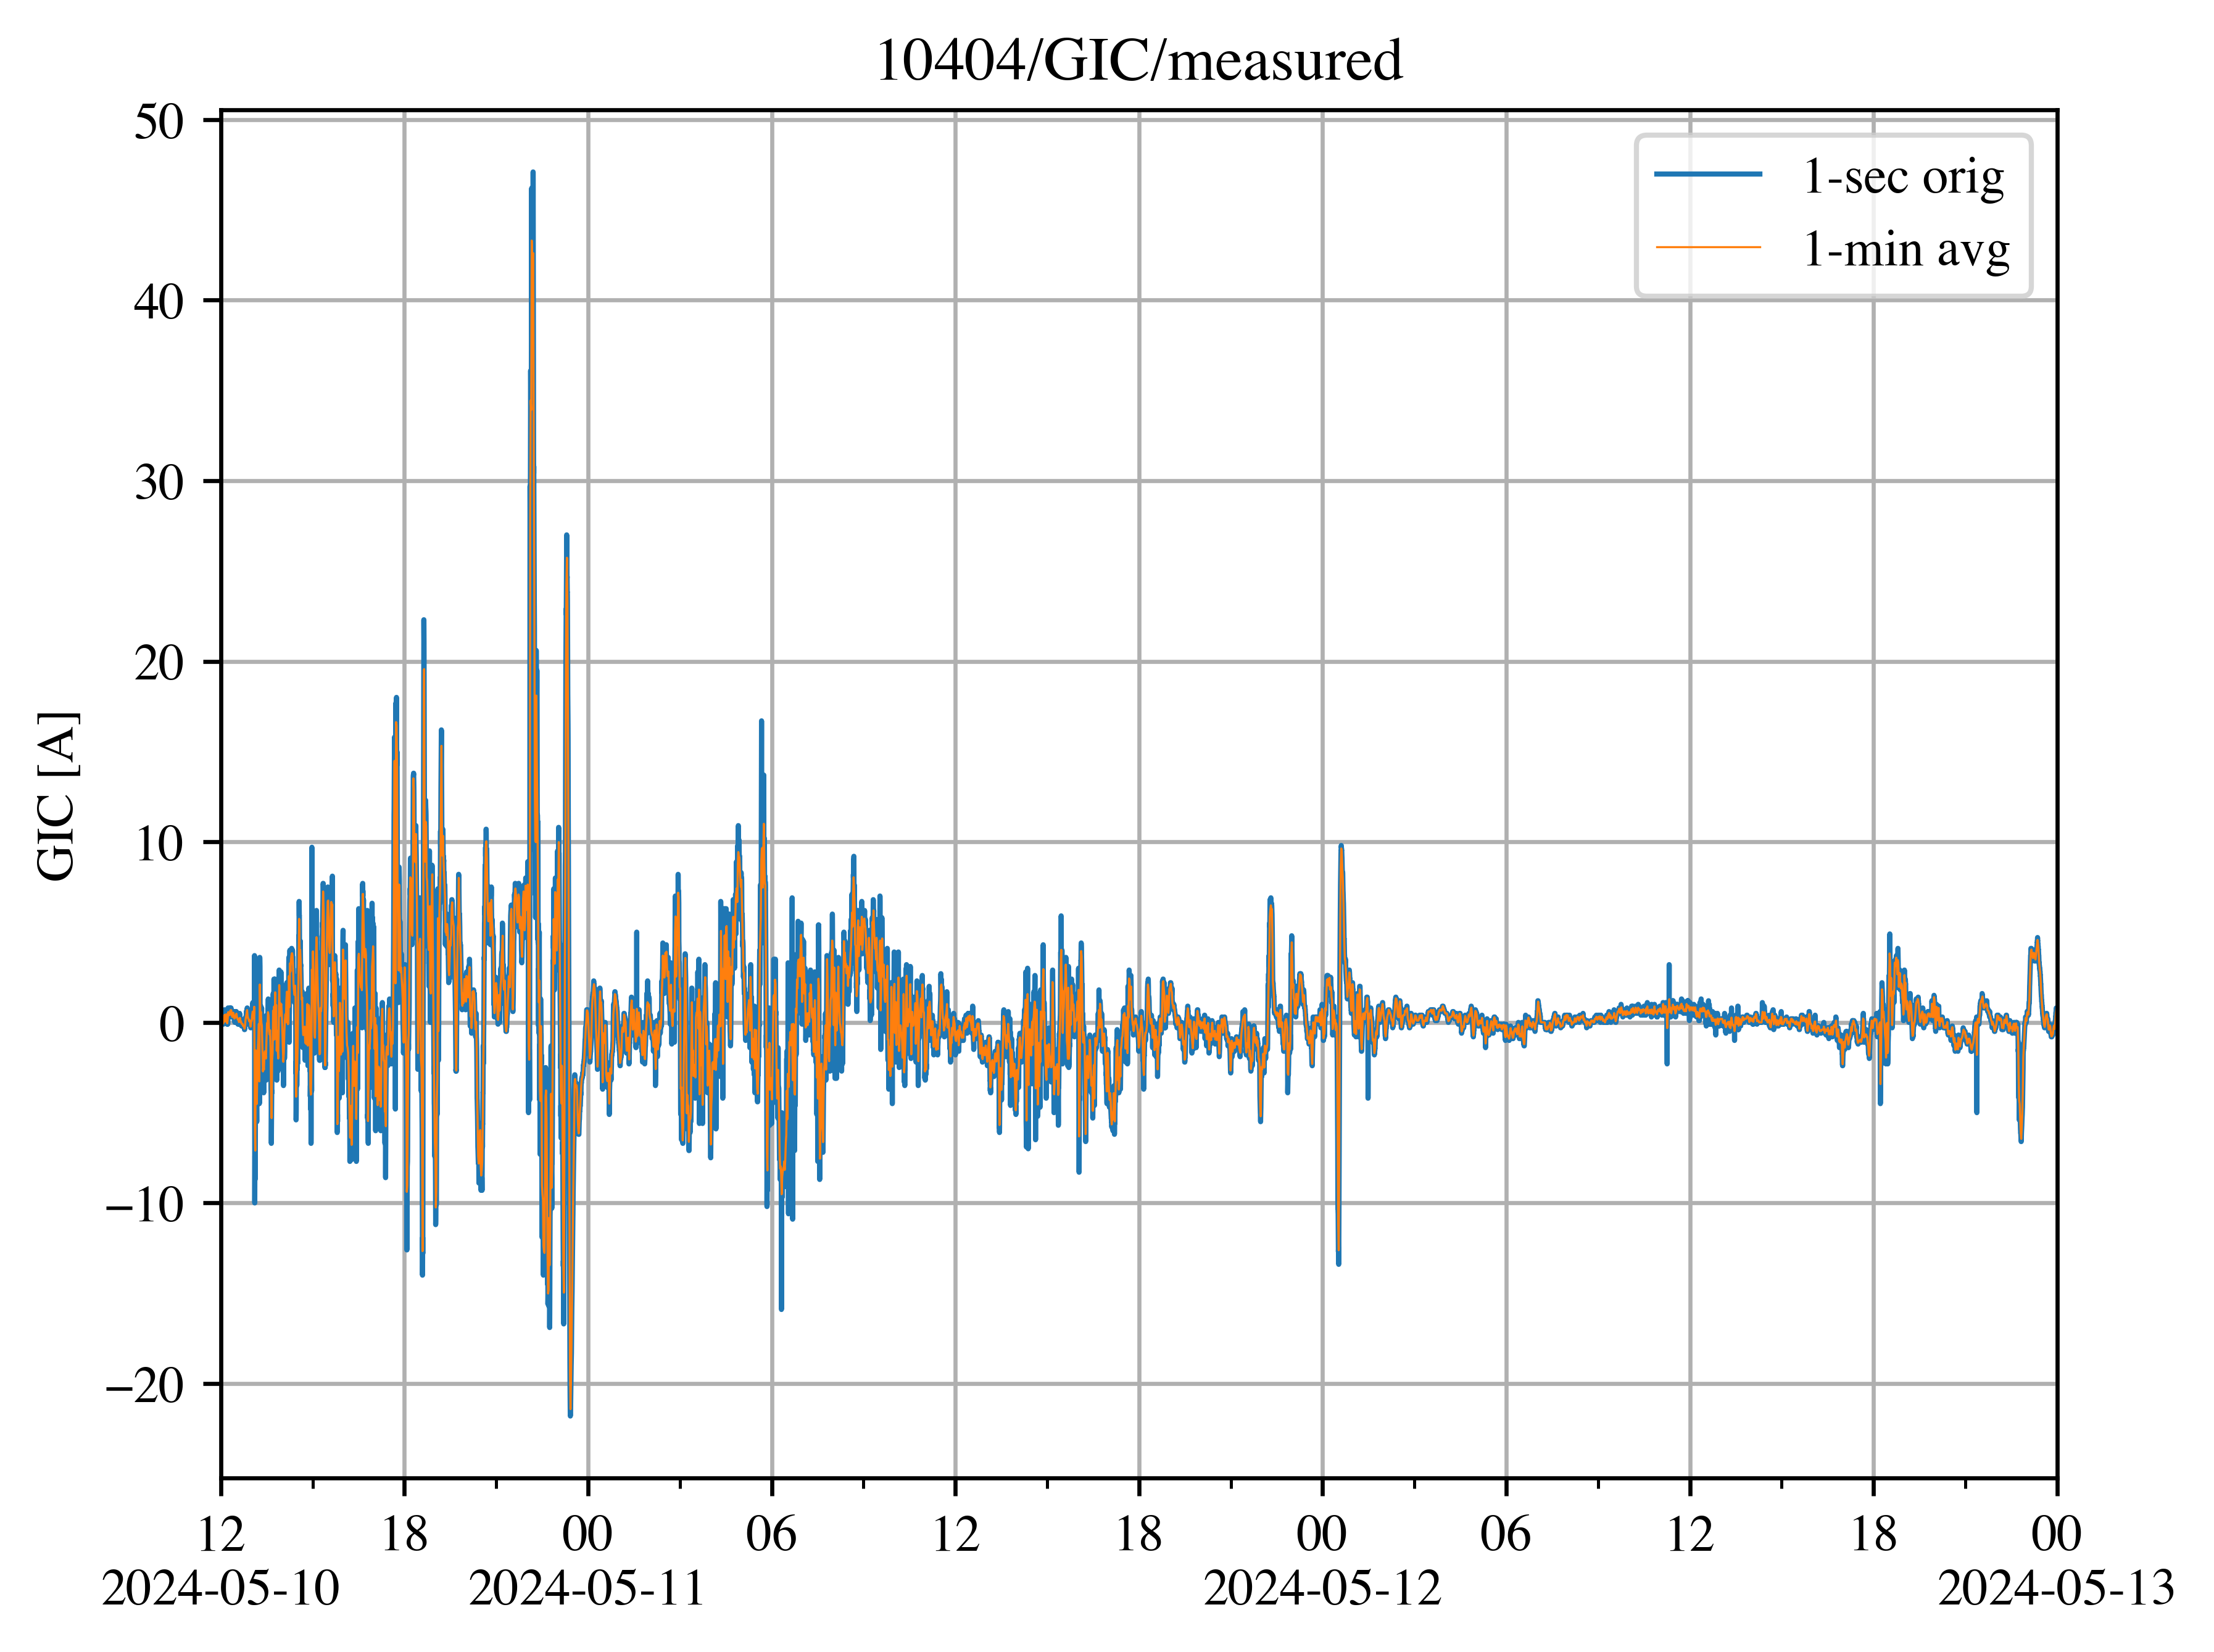 10404/GIC/measured
50
40
30
20
10
0
−10
−20
GIC [A]
1-sec orig
1-min avg
12 18 00 06 12 18 00 06 12 18 00
2024-05-10 2024-05-11 2024-05-12 2024-05-13